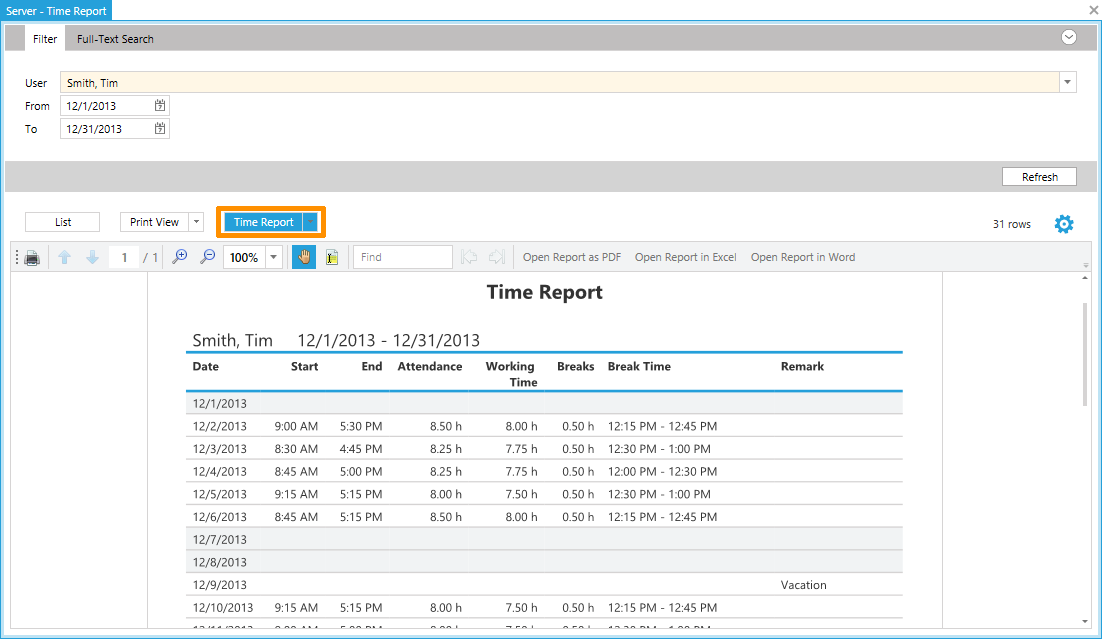 Server - Time Report
Filter Full-Text Search
User Smith, Tim
From 12/1/2013
To 12/31/2013
Refresh
List Print View Time Report 31 rows
1 / 1 100% Find Open Report as PDF Open Report in Excel Open Report in Word
Time Report
Smith, Tim 12/1/2013 - 12/31/2013
Date Start End Attendance Working Breaks Break Time Remark
Time
12/1/2013
12/2/2013 9:00 AM 5:30 PM 8.50 h 8.00 h 0.50 h 12:15 PM - 12:45 PM
12/3/2013 8:30 AM 4:45 PM 8.25 h 7.75 h 0.50 h 12:30 PM - 1:00 PM
12/4/2013 8:45 AM 5:00 PM 8.25 h 7.75 h 0.50 h 12:00 PM - 12:30 PM
12/5/2013 9:15 AM 5:15 PM 8.00 h 7.50 h 0.50 h 12:30 PM - 1:00 PM
12/6/2013 8:45 AM 5:15 PM 8.50 h 8.00 h 0.50 h 12:15 PM - 12:45 PM
12/7/2013
12/8/2013
12/9/2013 Vacation
12/10/2013 9:15 AM 5:15 PM 8.00 h 7.50 h 0.50 h 12:15 PM - 12:45 PM